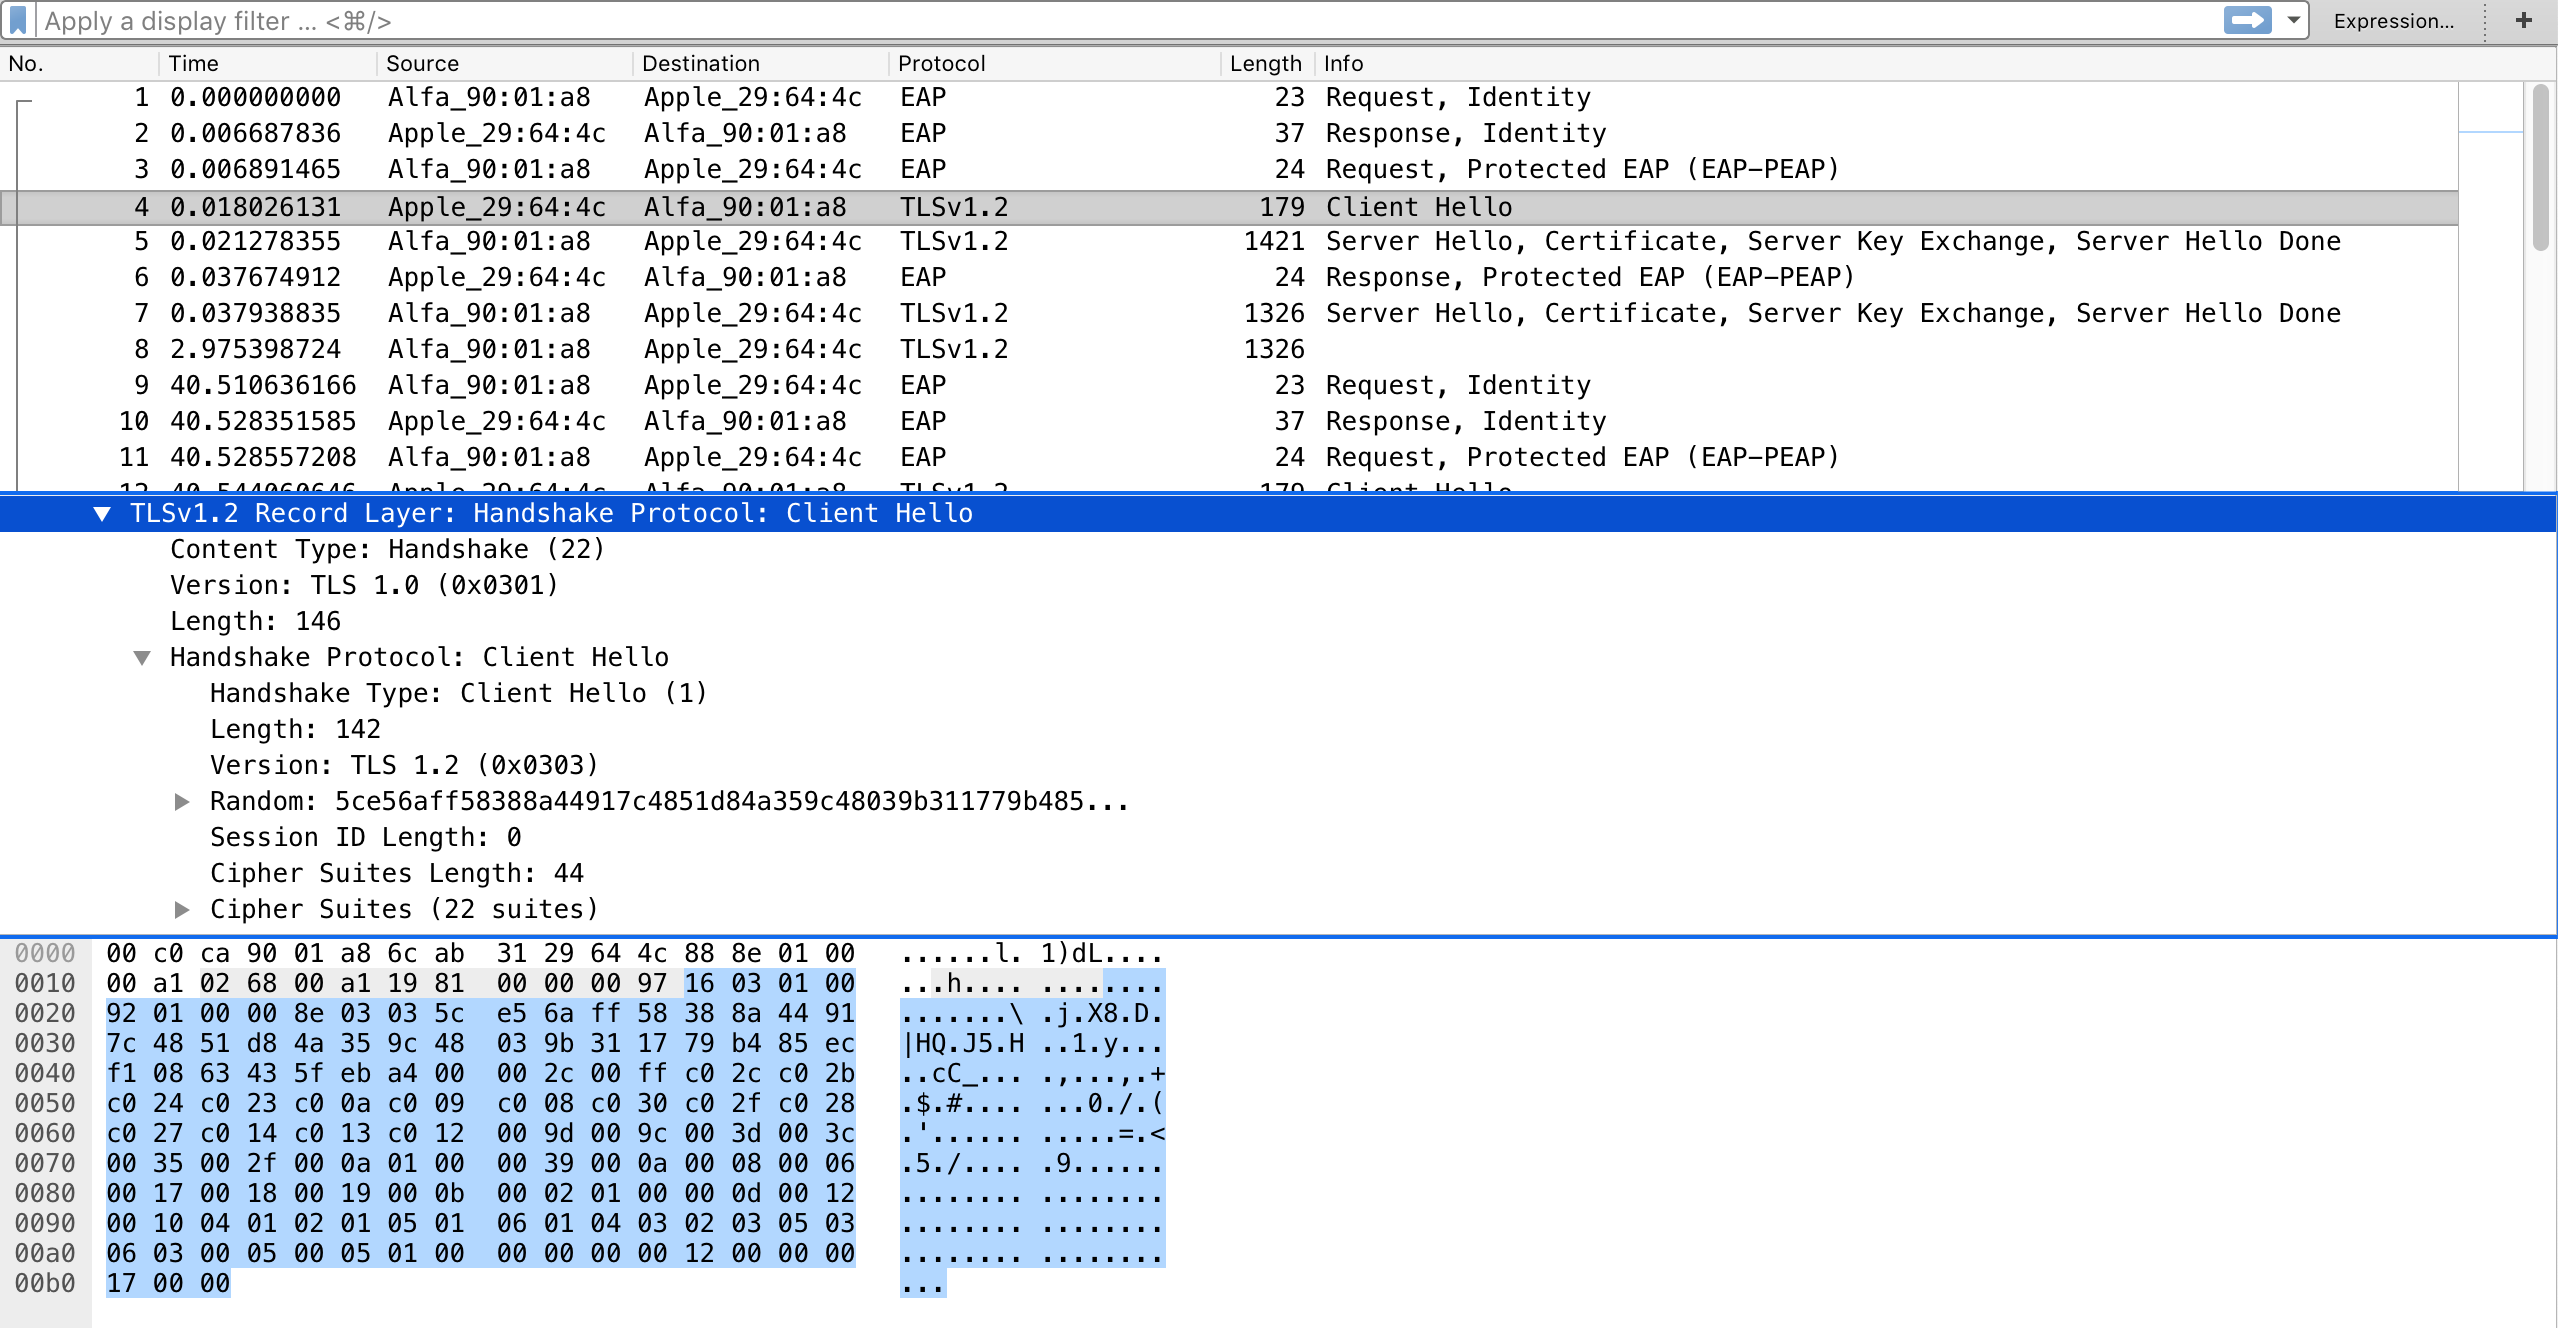 Apply a display filter ... <⌘/> Expression... +
No. Time Source Destination Protocol Length Info
1 0.000000000 Alfa_90:01:a8 Apple_29:64:4c EAP 23 Request, Identity
2 0.006687836 Apple_29:64:4c Alfa_90:01:a8 EAP 37 Response, Identity
3 0.006891465 Alfa_90:01:a8 Apple_29:64:4c EAP 24 Request, Protected EAP (EAP-PEAP)
4 0.018026131 Apple_29:64:4c Alfa_90:01:a8 TLSv1.2 179 Client Hello
5 0.021278355 Alfa_90:01:a8 Apple_29:64:4c TLSv1.2 1421 Server Hello, Certificate, Server Key Exchange, Server Hello Done
6 0.037674912 Apple_29:64:4c Alfa_90:01:a8 EAP 24 Response, Protected EAP (EAP-PEAP)
7 0.037938835 Alfa_90:01:a8 Apple_29:64:4c TLSv1.2 1326 Server Hello, Certificate, Server Key Exchange, Server Hello Done
8 2.975398724 Alfa_90:01:a8 Apple_29:64:4c TLSv1.2 1326
9 40.510636166 Alfa_90:01:a8 Apple_29:64:4c EAP 23 Request, Identity
10 40.528351585 Apple_29:64:4c Alfa_90:01:a8 EAP 37 Response, Identity
11 40.528557208 Alfa_90:01:a8 Apple_29:64:4c EAP 24 Request, Protected EAP (EAP-PEAP)
12 40.544060646 Apple_29:64:4c Alfa_90:01:a8 TLSv1.2 179 Client Hello
TLSv1.2 Record Layer: Handshake Protocol: Client Hello
Content Type: Handshake (22)
Version: TLS 1.0 (0x0301)
Length: 146
Handshake Protocol: Client Hello
Handshake Type: Client Hello (1)
Length: 142
Version: TLS 1.2 (0x0303)
Random: 5ce56aff58388a44917c4851d84a359c48039b311779b485...
Session ID Length: 0
Cipher Suites Length: 44
Cipher Suites (22 suites)
0000 00 c0 ca 90 01 a8 6c ab 31 29 64 4c 88 8e 01 00 ......l. 1)dL....
0010 00 a1 02 68 00 a1 19 81 00 00 00 97 16 03 01 00 ...h.... ........
0020 92 01 00 00 8e 03 03 5c e5 6a ff 58 38 8a 44 91 .......\ .j.X8.D.
0030 7c 48 51 d8 4a 35 9c 48 03 9b 31 17 79 b4 85 ec |HQ.J5.H ..1.y...
0040 f1 08 63 43 5f eb a4 00 00 2c 00 ff c0 2c c0 2b ..cC_... .,...,.+
0050 c0 24 c0 23 c0 0a c0 09 c0 08 c0 30 c0 2f c0 28 .$.#.... ...0./.(
0060 c0 27 c0 14 c0 13 c0 12 00 9d 00 9c 00 3d 00 3c .'...... .....=.<
0070 00 35 00 2f 00 0a 01 00 00 39 00 0a 00 08 00 06 .5./.... .9......
0080 00 17 00 18 00 19 00 0b 00 02 01 00 00 0d 00 12 ........ ........
0090 00 10 04 01 02 01 05 01 06 01 04 03 02 03 05 03 ........ ........
00a0 06 03 00 05 00 05 01 00 00 00 00 00 12 00 00 00 ........ ........
00b0 17 00 00 ...